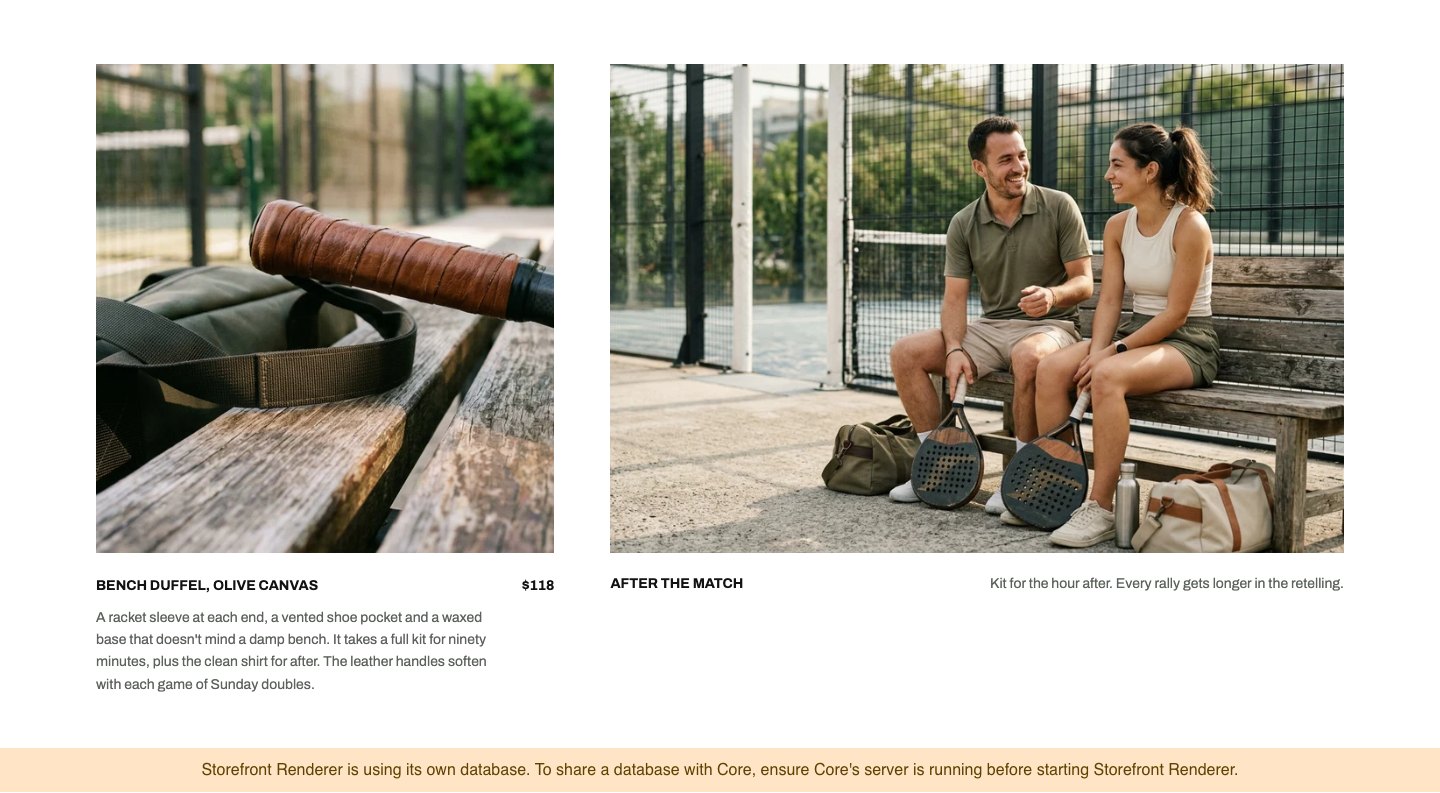 BENCH DUFFEL, OLIVE CANVAS $118
A racket sleeve at each end, a vented shoe pocket and a waxed
base that doesn't mind a damp bench. It takes a full kit for ninety
minutes, plus the clean shirt for after. The leather handles soften
with each game of Sunday doubles.
AFTER THE MATCH
Kit for the hour after. Every rally gets longer in the retelling.
Storefront Renderer is using its own database. To share a database with Core, ensure Core's server is running before starting Storefront Renderer.